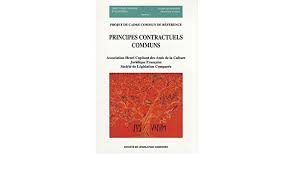 PROJET DE CADRE COMMUN DE RÉFÉRENCE
PRINCIPES CONTRACTUELS
COMMUNS
Association Henri Capitant des Amis de la Culture
Juridique Française
Société de Législation Comparée
SOCIÉTÉ DE LÉGISLATION COMPARÉE